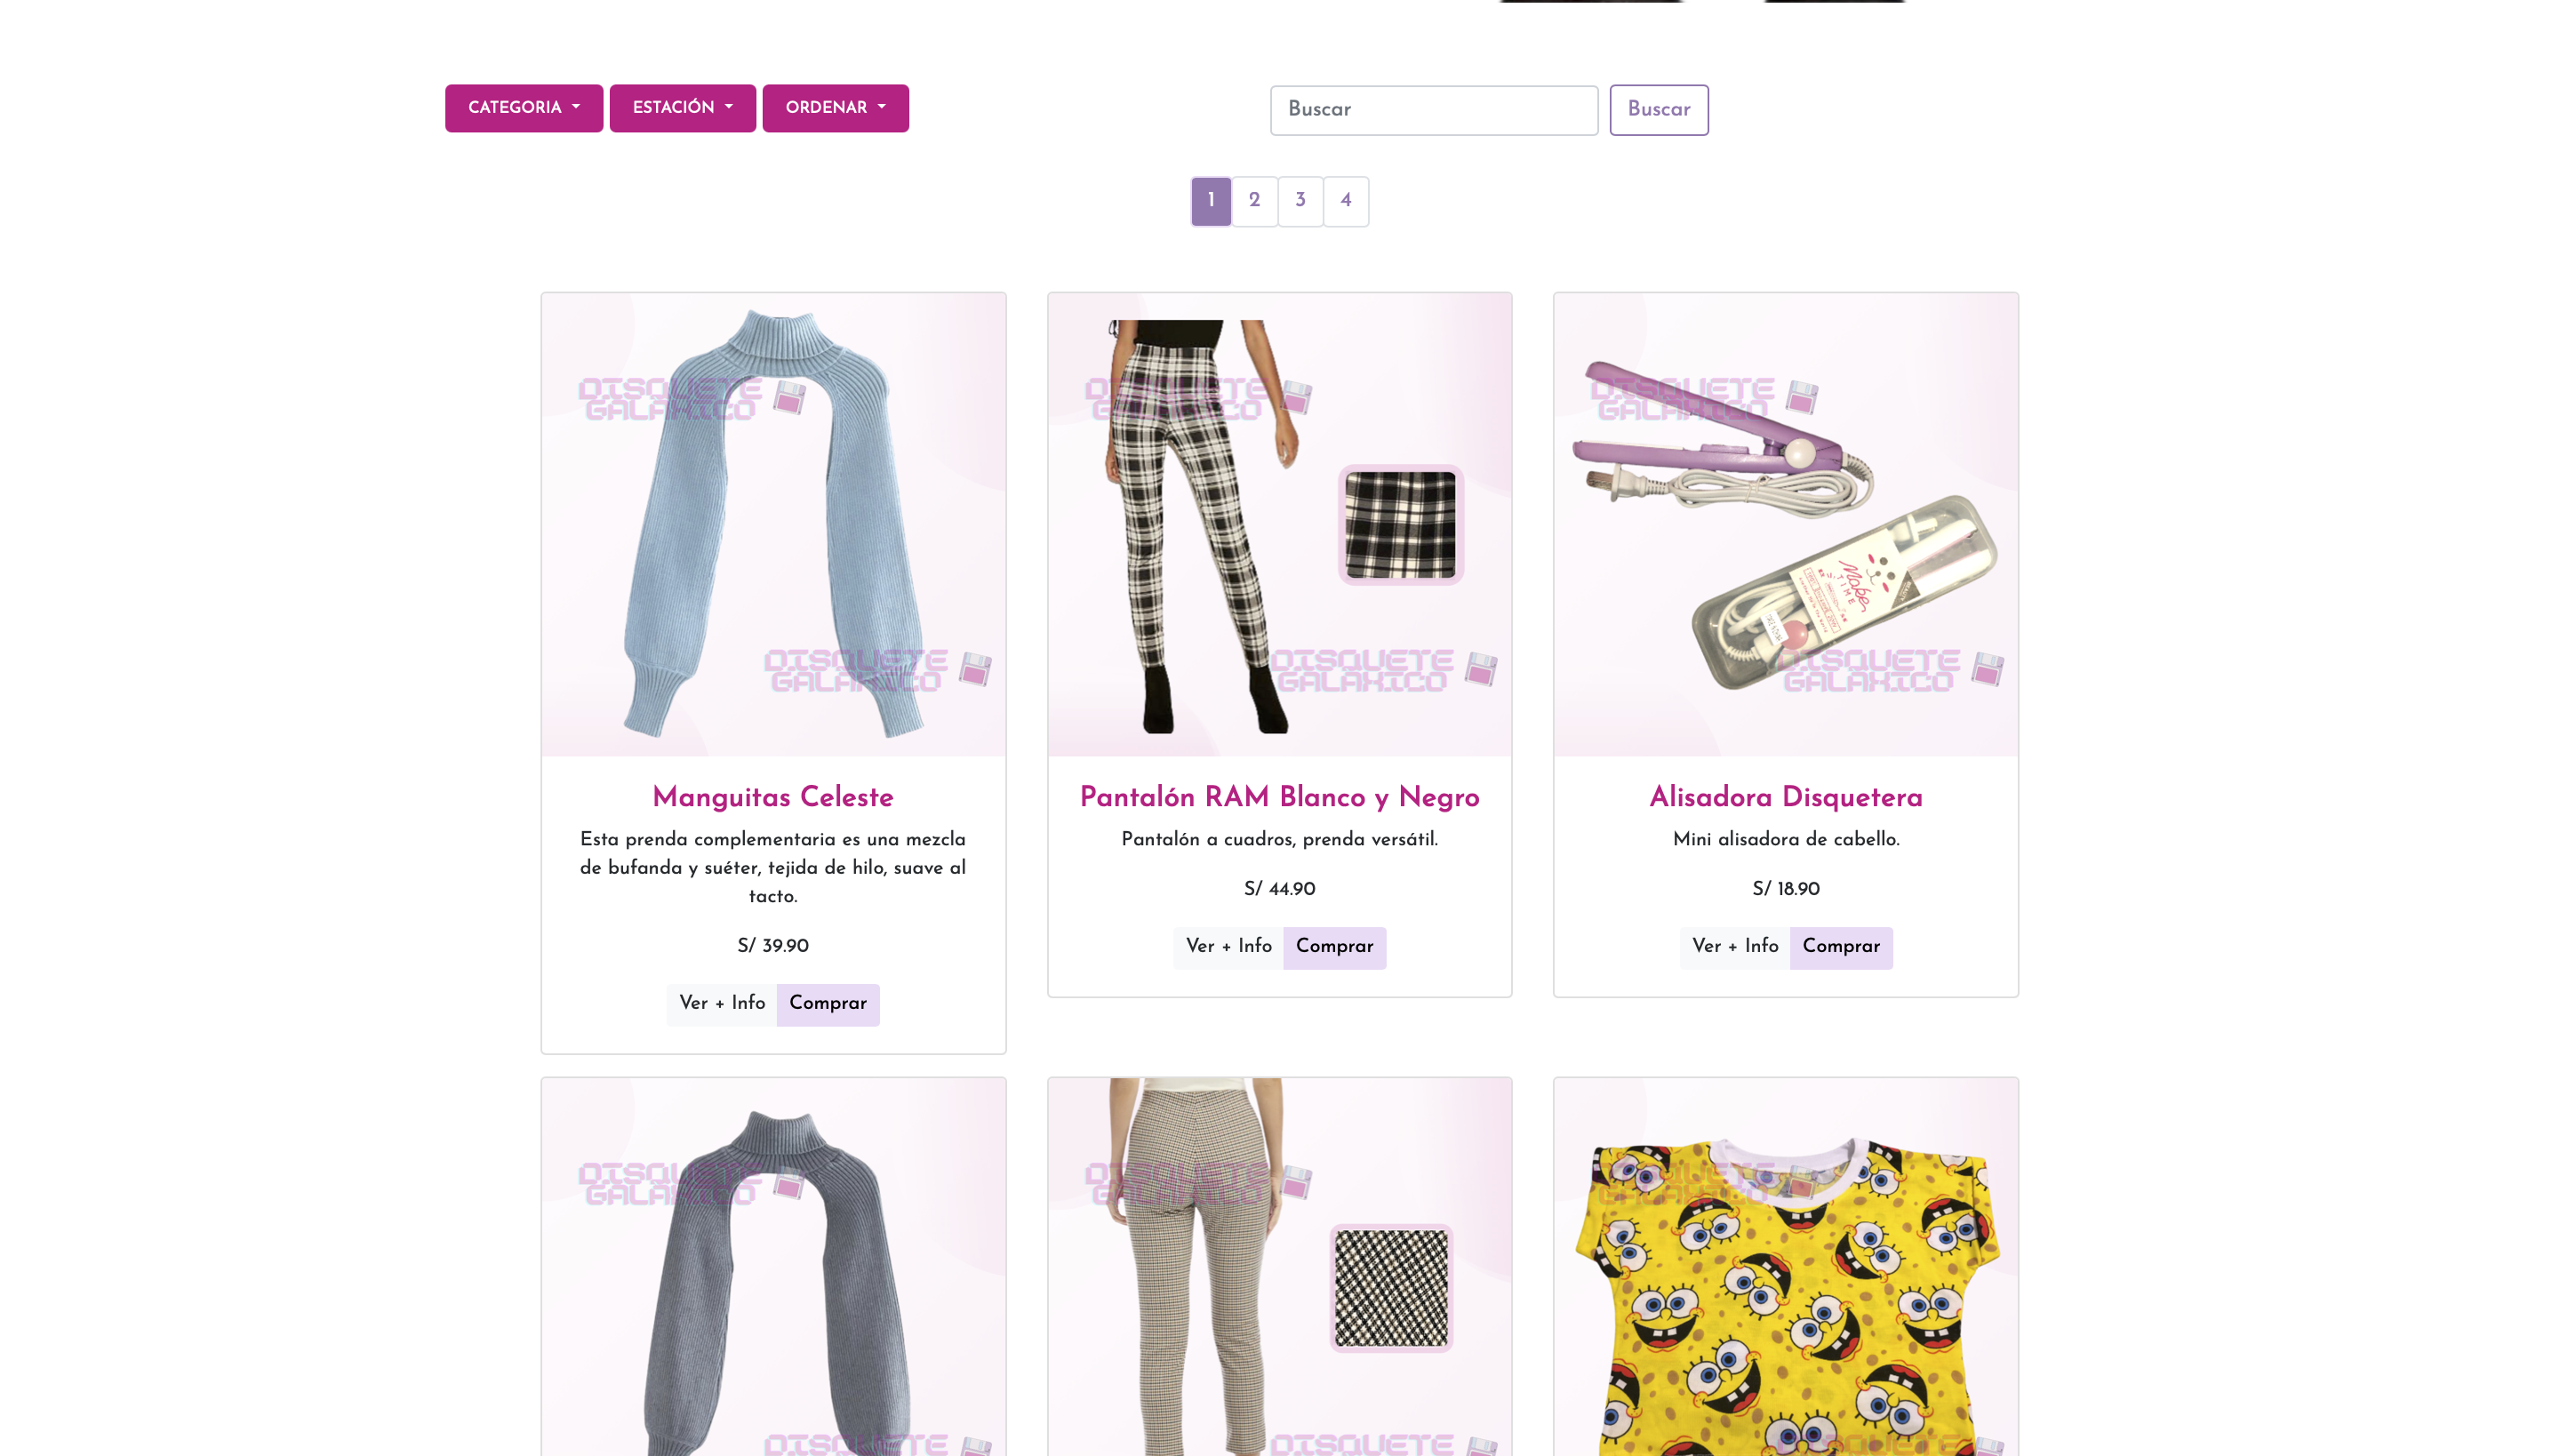 CATEGORIA
ESTACIÓN
ORDENAR
Buscar
Buscar
1
2
3
4
DISQUETE
GALAXICO
DISQUETE
GALAXICO
DISQUETE
GALAXICO
Make
TIME
DISQUETE
GALAXICO
DISQUETE
GALAXICO
DISQUETE
GALAXICO
Manguitas Celeste
Esta prenda complementaria es una mezcla
de bufanda y suéter, tejida de hilo, suave al
tacto.
S/ 39.90
Ver + Info
Comprar
Pantalón RAM Blanco y Negro
Pantalón a cuadros, prenda versátil.
S/ 44.90
Ver + Info
Comprar
Alisadora Disquetera
Mini alisadora de cabello.
S/ 18.90
Ver + Info
Comprar
DISQUETE
GALAXICO
DISQUETE
GALAXICO
DISQUETE
GALAXICO
DISQUETE
DISQUETE
DISQUETE